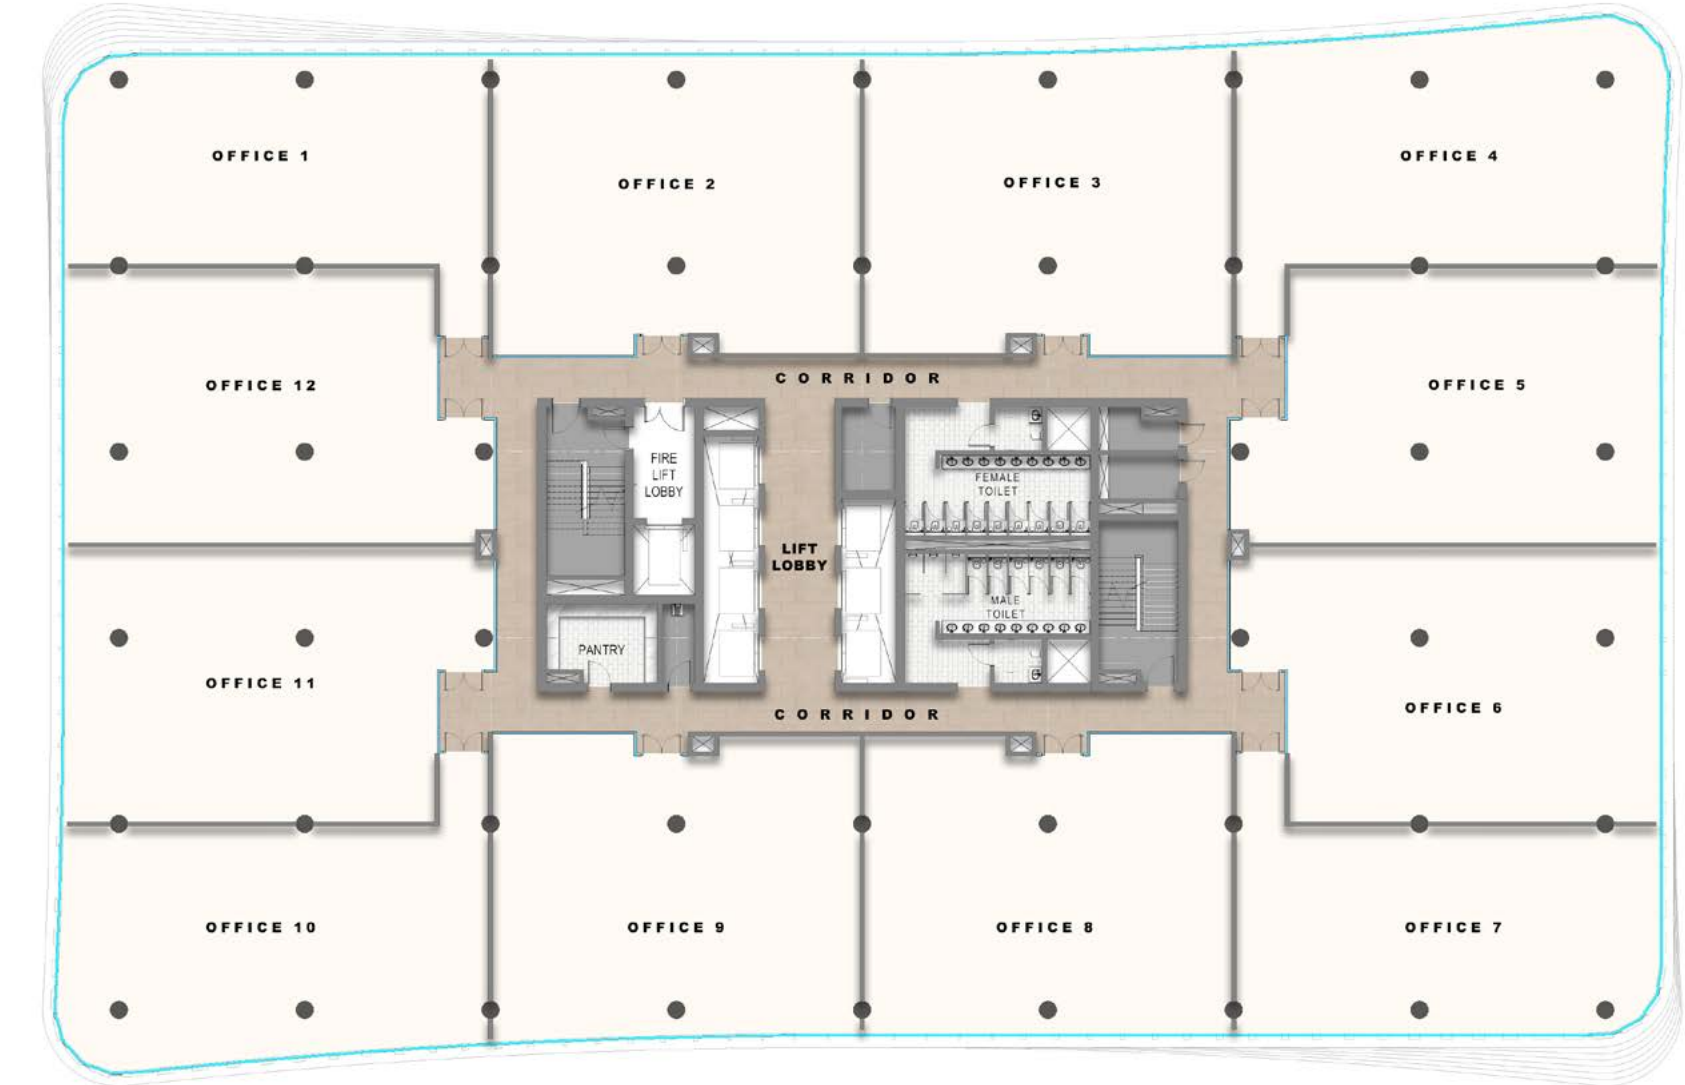 OFFICE 1
OFFICE 4
OFFICE 2
OFFICE 3
CORRIDOR
OFFICE 12
OFFICE 5
FIRE
LIFT
LOBBY
FEMALE
TOILET
LIFT
LOBBY
MALE
TOILET
PANTRY
OFFICE 11
OFFICE 6
CORRIDOR
OFFICE 10
OFFICE 9
OFFICE 8
OFFICE 7